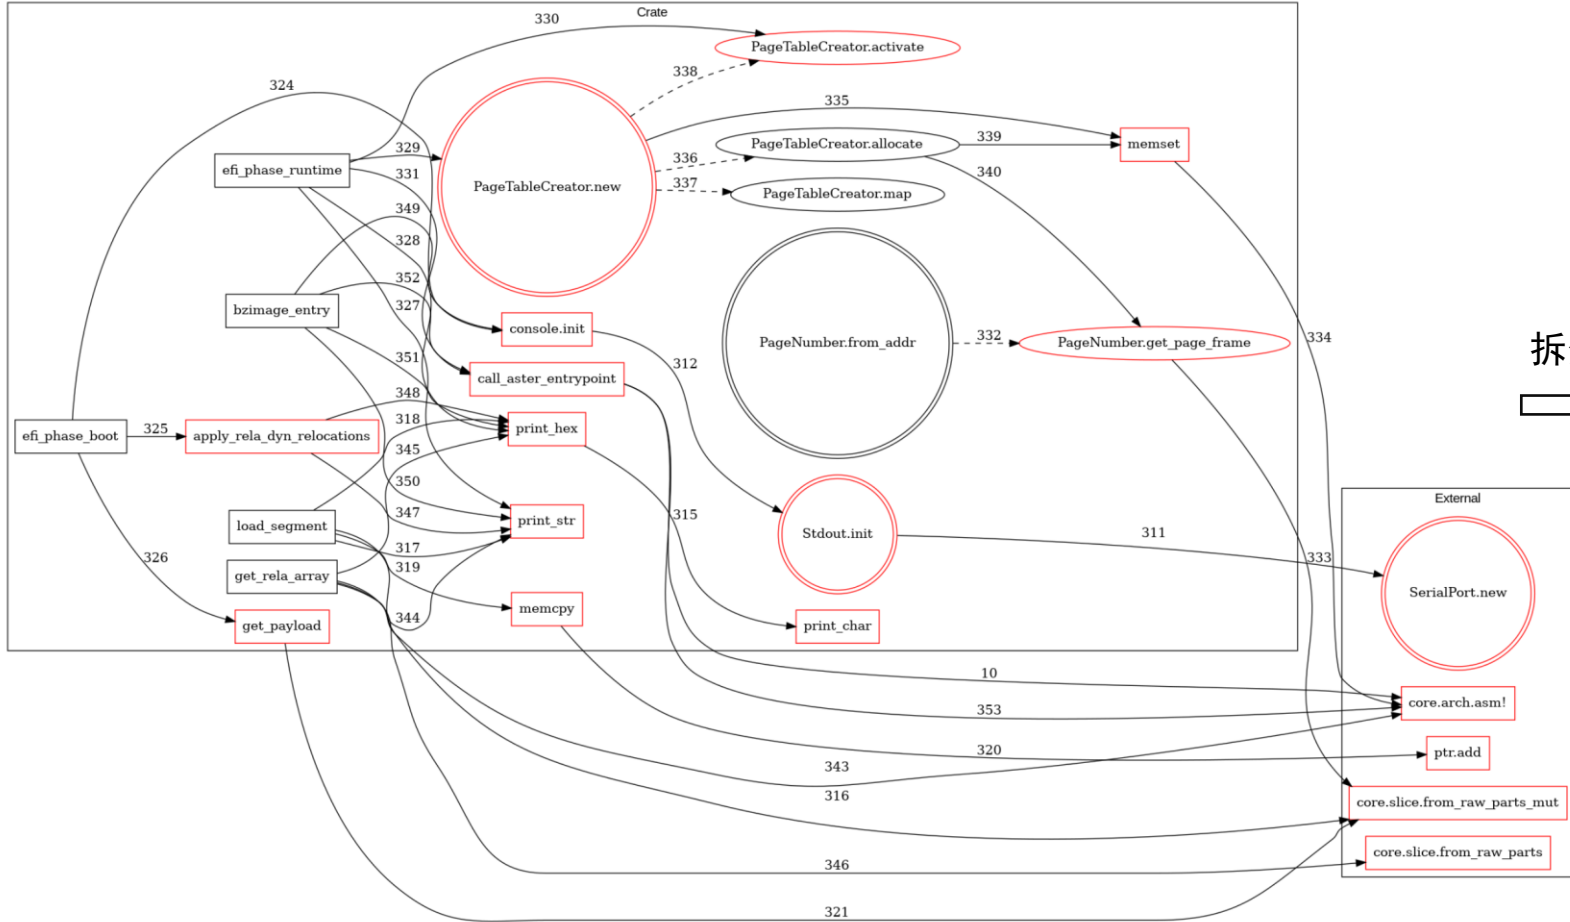 Crate
330
PageTableCreator.activate
338
324
335
339
PageTableCreator.allocate
memset
329
336
efi_phase_runtime
331
340
337
PageTableCreator.new
PageTableCreator.map
349
328
352
bzimage_entry
327
console.init
PageNumber.from_addr
332
PageNumber.get_page_frame
334
拆
351
312
call_aster_entrypoint
348
318
efi_phase_boot
325
apply_rela_dyn_relocations
print_hex
345
350
External
347
315
print_str
load_segment
Stdout.init
311
317
326
333
319
get_rela_array
SerialPort.new
memcpy
344
get_payload
print_char
10
core.arch.asm!
353
320
ptr.add
343
316
core.slice.from_raw_parts_mut
core.slice.from_raw_parts
346
321